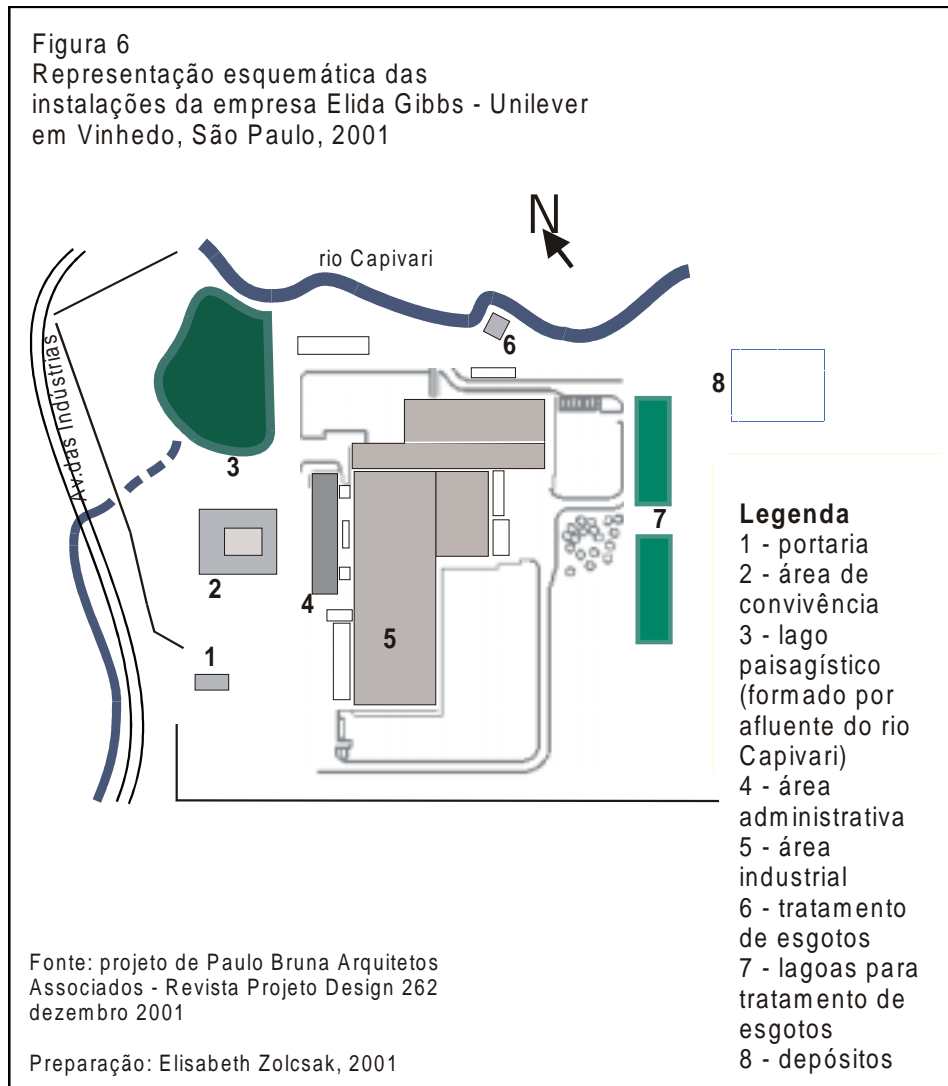 Figura 6
Representação esquemática das
instalações da empresa Elida Gibbs - Unilever
em Vinhedo, São Paulo, 2001
N
rio Capivari
Av.das Indústrias
6
8
3
7
2
4
5
1
Legenda
1 - portaria
2 - área de
convivência
3 - lago
paisagístico
(formado por
afluente do rio
Capivari)
4 - área
administrativa
5 - área
industrial
6 - tratamento
de esgotos
7 - lagoas para
tratamento de
esgotos
8 - depósitos
Fonte: projeto de Paulo Bruna Arquitetos
Associados - Revista Projeto Design 262
dezembro 2001
Preparação: Elisabeth Zolcsak, 2001